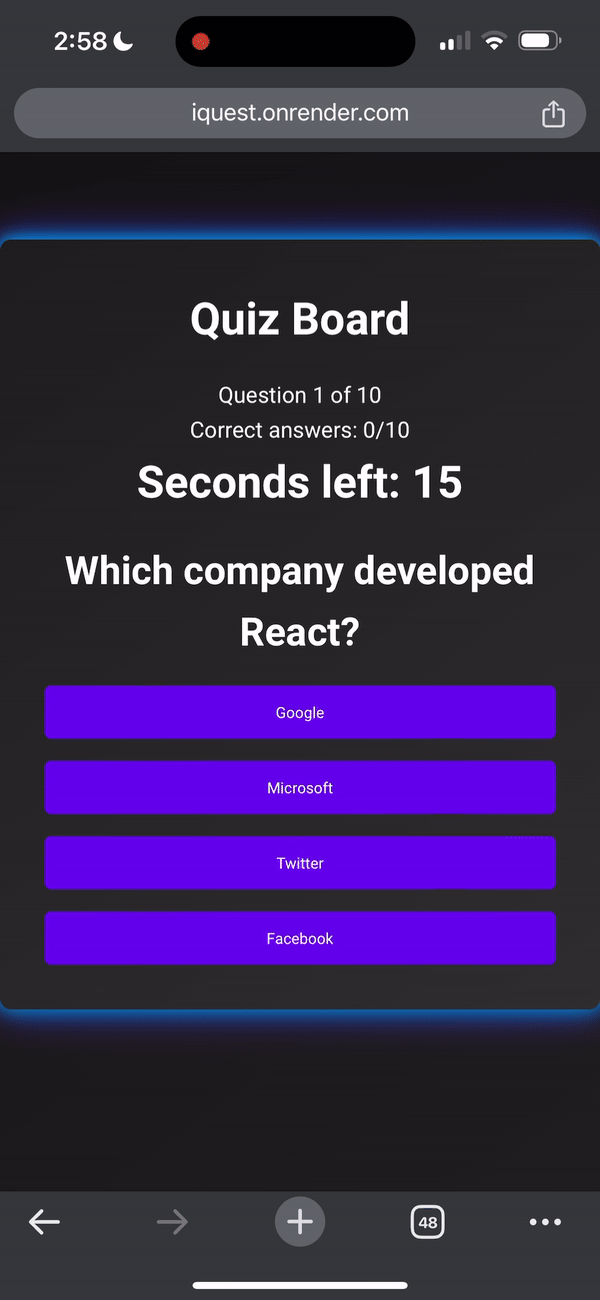 2:58
iquest.onrender.com
Quiz Board
Question 1 of 10
Correct answers: 0/10
Seconds left: 15
Which company developed
React?
Google
Microsoft
Twitter
Facebook
48